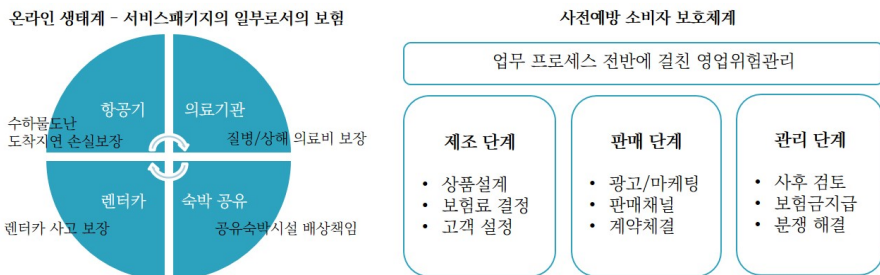 온라인 생태계 – 서비스패키지의 일부로서의 보험
항공기
의료기관
수하물도난
도착지연 손실보장
질병/상해 의료비 보장
렌터카
숙박 공유
렌터카 사고 보장
공유숙박시설 배상책임
사전예방 소비자 보호체계
업무 프로세스 전반에 걸친 영업위험관리
제조 단계
• 상품설계
• 보험료 결정
• 고객 설정
판매 단계
• 광고/마케팅
• 판매채널
• 계약체결
관리 단계
• 사후 검토
• 보험금지급
• 분쟁 해결